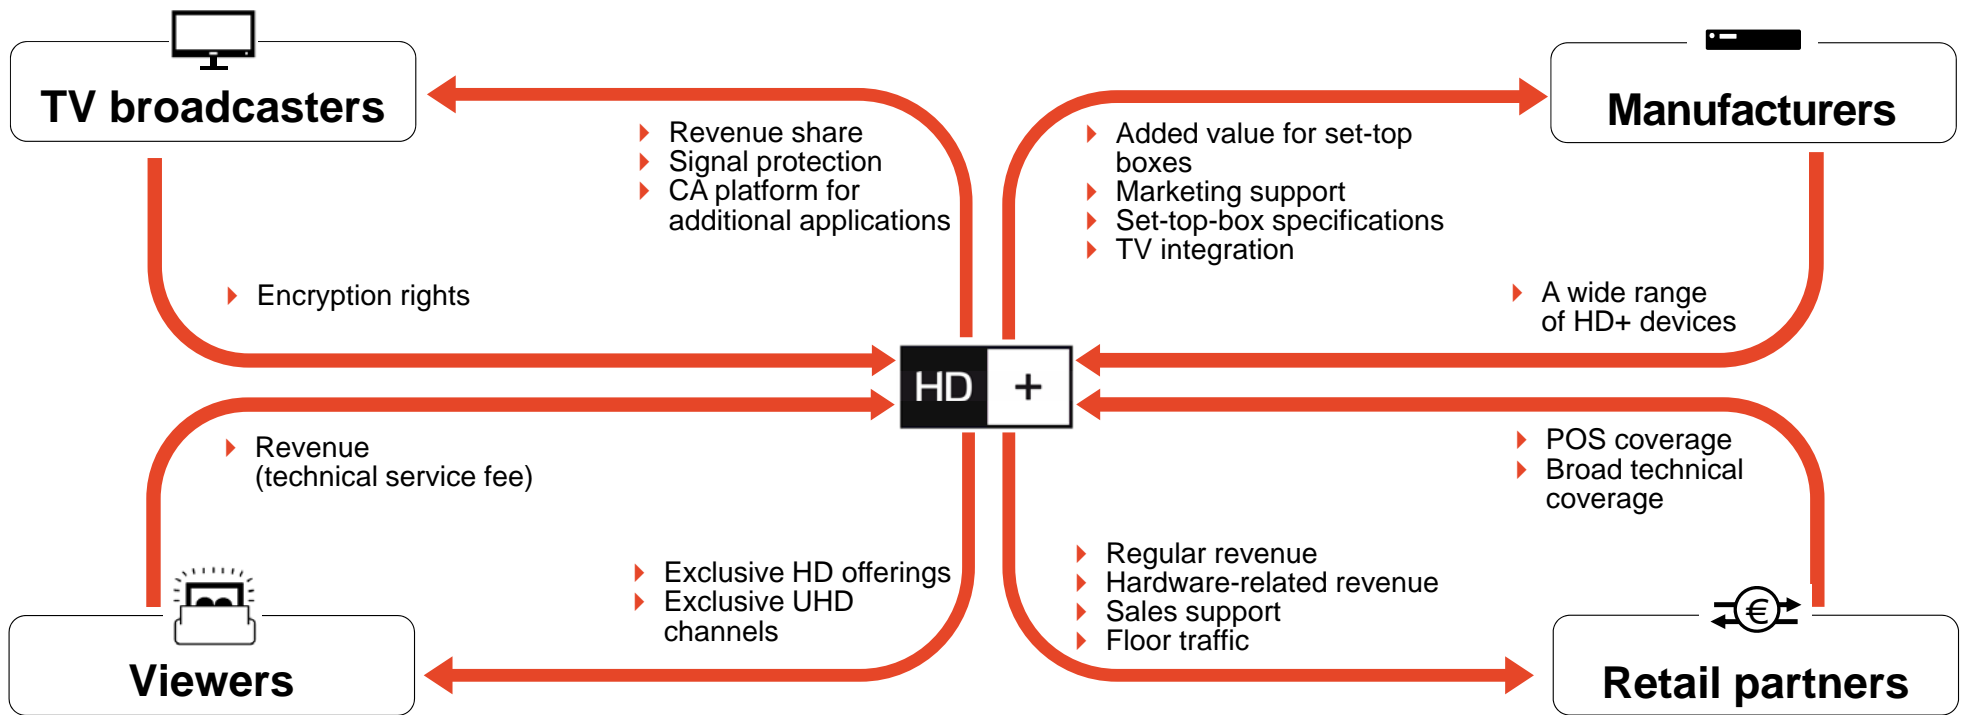 TV broadcasters
Revenue share
Signal protection
CA platform for
additional applications
Encryption rights
Manufacturers
Added value for set-top
boxes
Marketing support
Set-top-box specifications
TV integration
A wide range
of HD+ devices
HD +
Revenue
(technical service fee)
Exclusive HD offerings
Exclusive UHD
channels
Viewers
POS coverage
Broad technical
coverage
Regular revenue
Hardware-related revenue
Sales support
Floor traffic
€
Retail partners